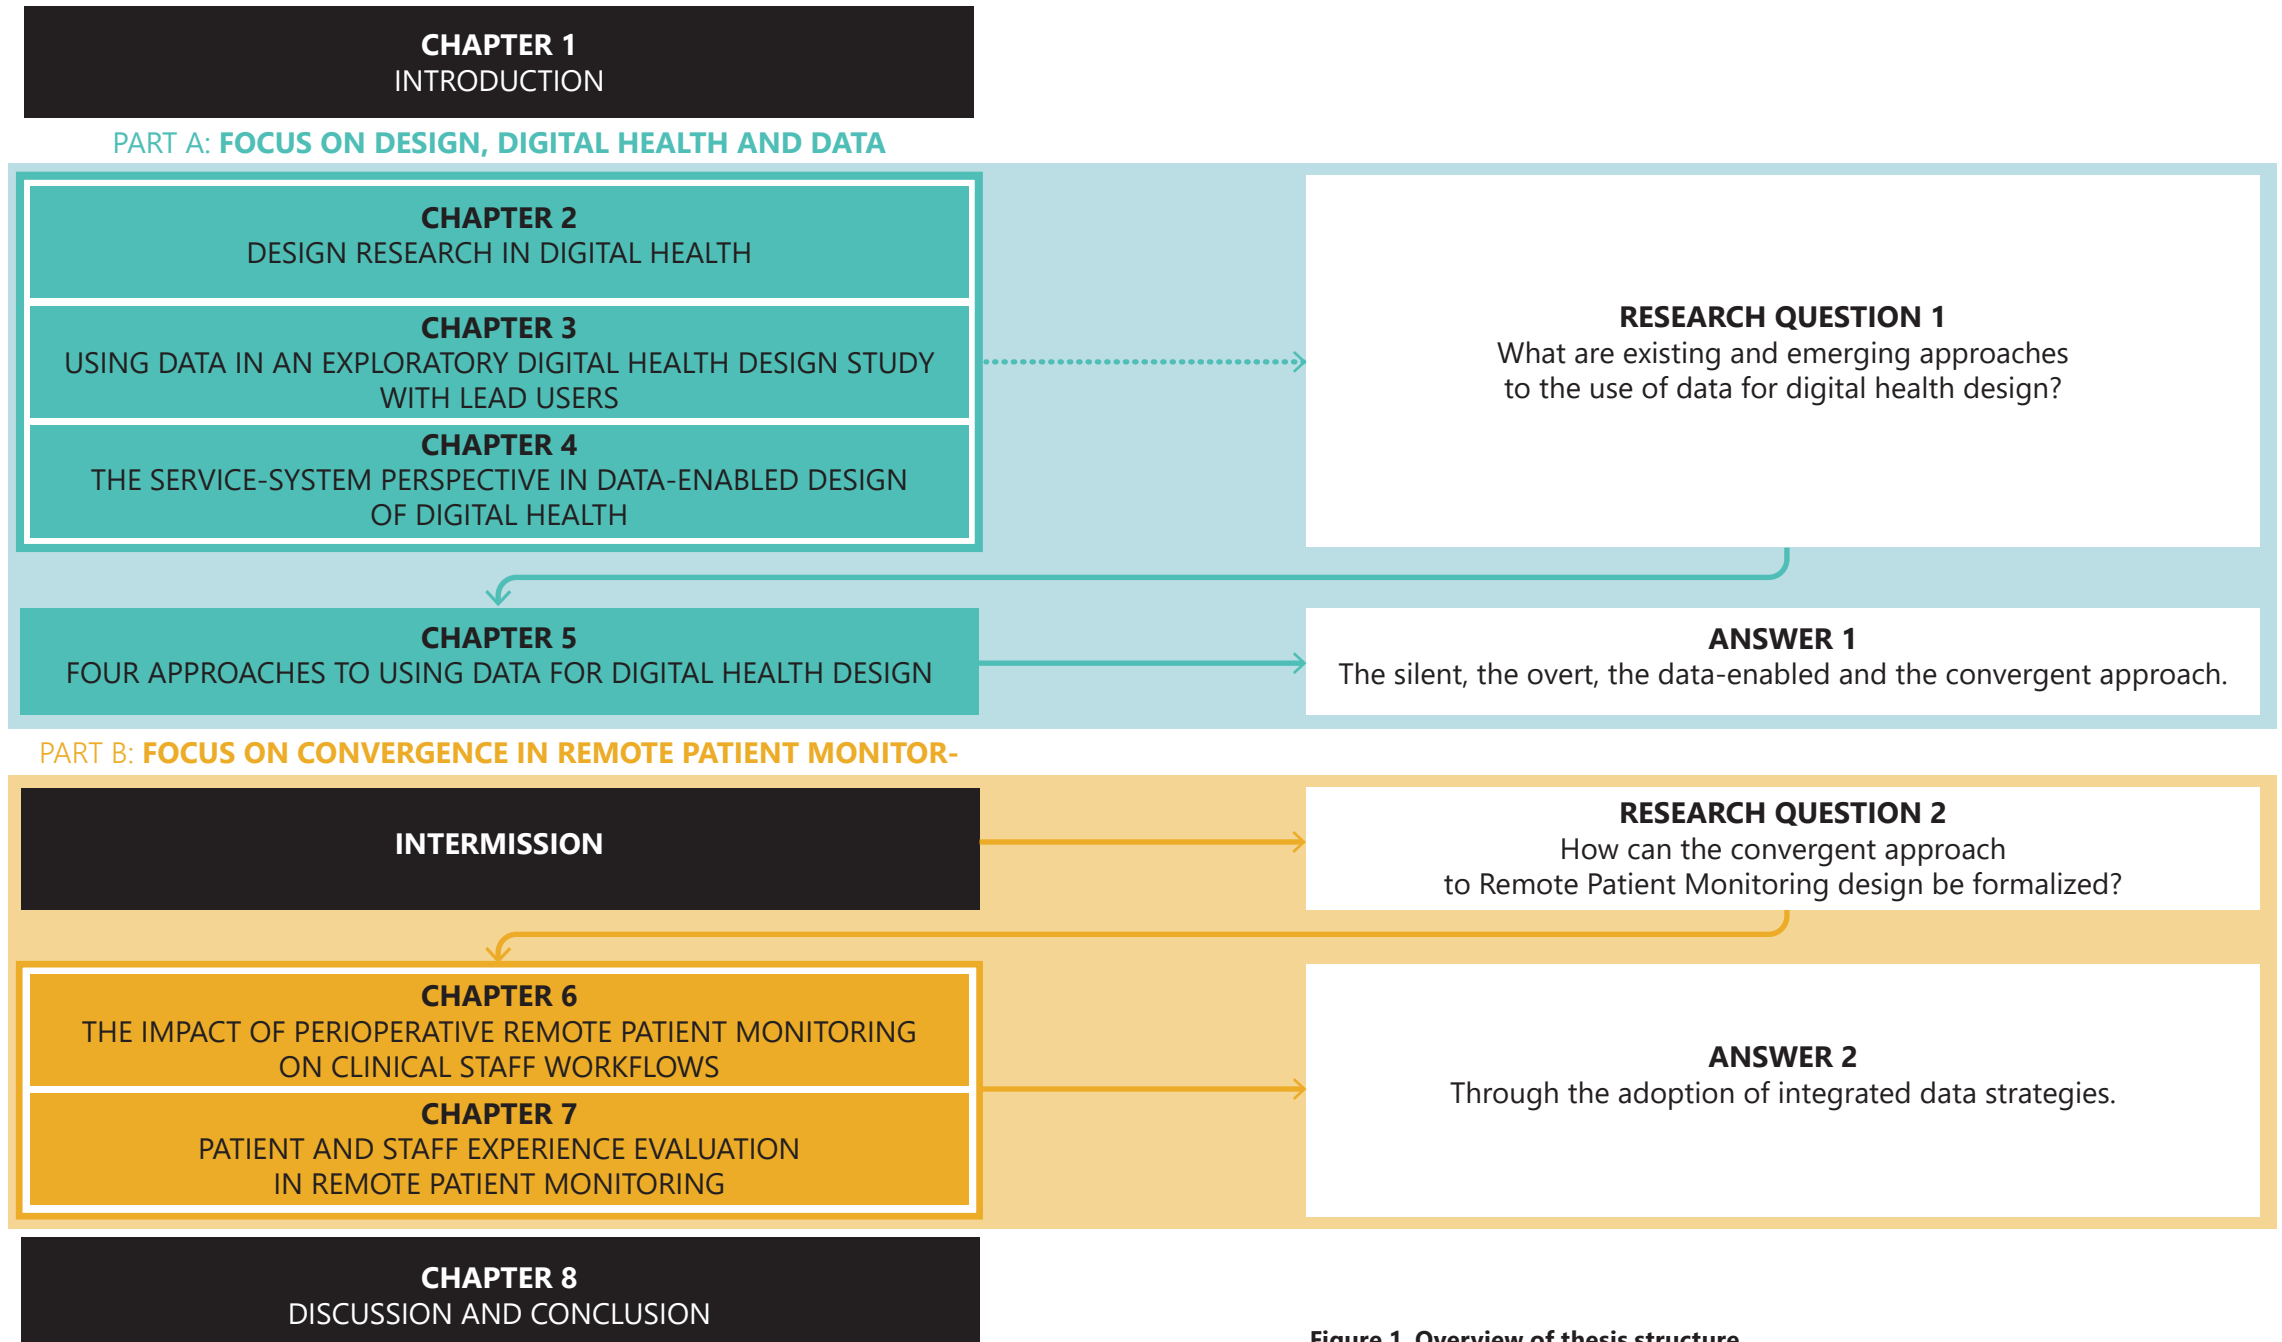 CHAPTER 1
INTRODUCTION
PART A: FOCUS ON DESIGN, DIGITAL HEALTH AND DATA
CHAPTER 2
DESIGN RESEARCH IN DIGITAL HEALTH
CHAPTER 3
USING DATA IN AN EXPLORATORY DIGITAL HEALTH DESIGN STUDY
WITH LEAD USERS
CHAPTER 4
THE SERVICE-SYSTEM PERSPECTIVE IN DATA-ENABLED DESIGN
OF DIGITAL HEALTH
RESEARCH QUESTION 1
What are existing and emerging approaches
to the use of data for digital health design?
CHAPTER 5
FOUR APPROACHES TO USING DATA FOR DIGITAL HEALTH DESIGN
ANSWER 1
The silent, the overt, the data-enabled and the convergent approach.
PART B: FOCUS ON CONVERGENCE IN REMOTE PATIENT MONITOR-
INTERMISSION
RESEARCH QUESTION 2
How can the convergent approach
to Remote Patient Monitoring design be formalized?
CHAPTER 6
THE IMPACT OF PERIOPERATIVE REMOTE PATIENT MONITORING
ON CLINICAL STAFF WORKFLOWS
CHAPTER 7
PATIENT AND STAFF EXPERIENCE EVALUATION
IN REMOTE PATIENT MONITORING
ANSWER 2
Through the adoption of integrated data strategies.
CHAPTER 8
DISCUSSION AND CONCLUSION
Figure 1. Overview of thesis structure